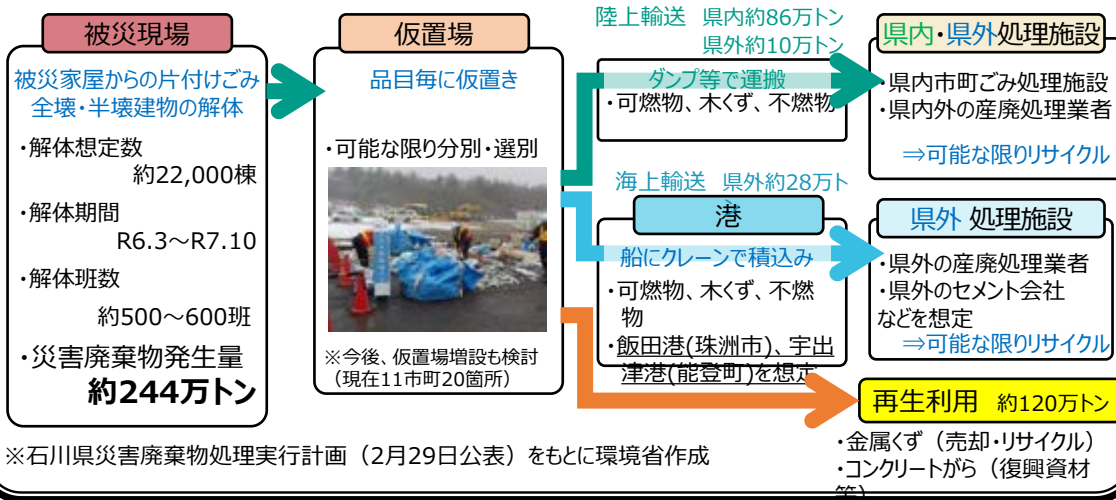 被災現場
被災家屋からの片付けごみ
全壊・半壊建物の解体
・解体想定数
約22,000棟
・解体期間
R6.3～R7.10
・解体班数
約500～600班
・災害廃棄物発生量
約244万トン
仮置場
品目毎に仮置き
・可能な限り分別・選別
※今後、仮置場増設も検討
（現在11市町20箇所）
陸上輸送 県内約86万トン
県外約10万トン
ダンプ等で運搬
・可燃物、木くず、不燃物
海上輸送 県外約28万ト
港
船にクレーンで積込み
・可燃物、木くず、不燃
物
・飯田港(珠洲市)、宇出
津港(能登町)を想定
県内・県外処理施設
・県内市町ごみ処理施設
・県内外の産廃処理業者
⇒可能な限りリサイクル
県外 処理施設
・県外の産廃処理業者
・県外のセメント会社
などを想定
⇒可能な限りリサイクル
再生利用 約120万トン
・金属くず（売却・リサイクル）
・コンクリートがら（復興資材
等）
※石川県災害廃棄物処理実行計画（2月29日公表）をもとに環境省作成